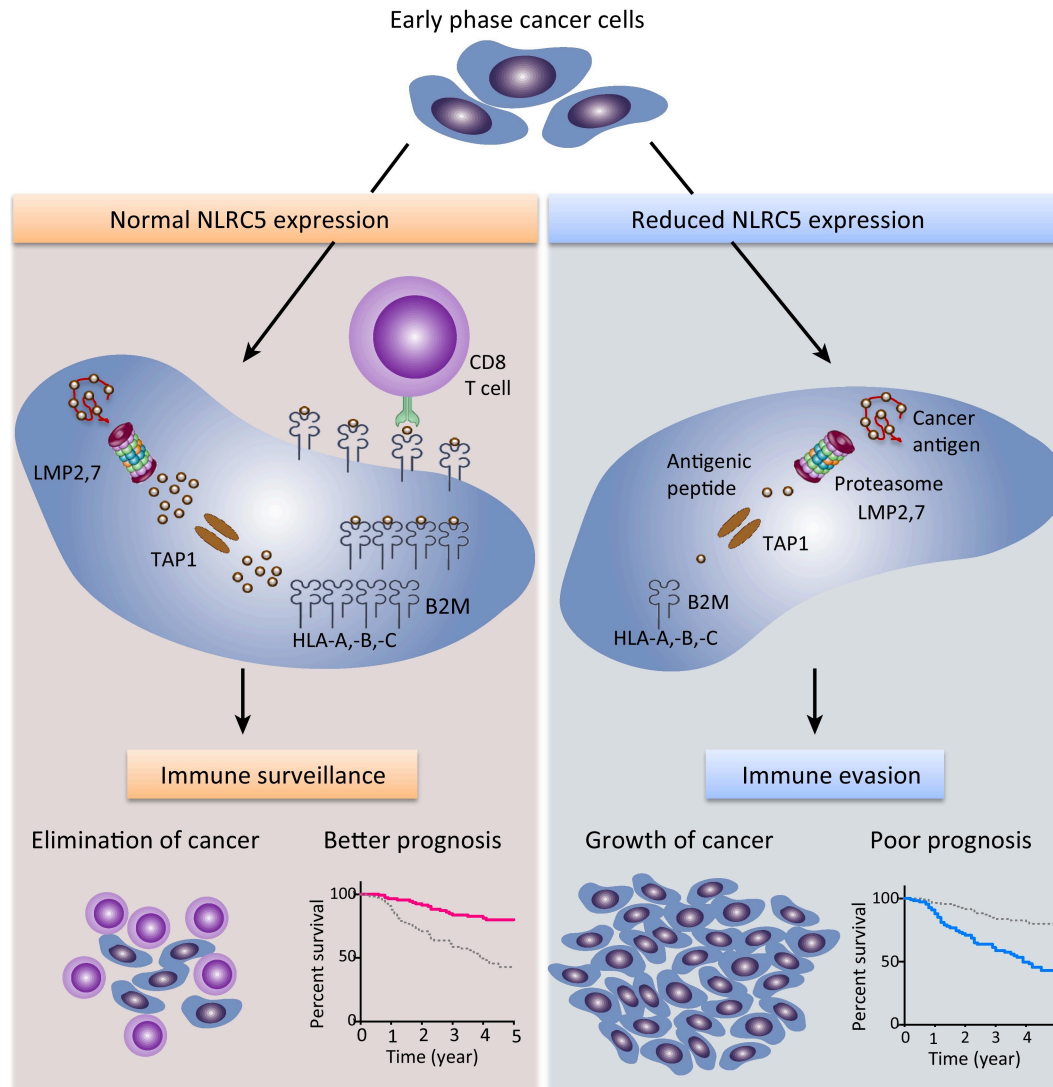 Early phase cancer cells
Normal NLRC5 expression
CD8
T cell
LMP2,7
TAP1
B2M
HLA-A,-B,-C
Immune surveillance
Elimination of cancer
Better prognosis
Percent survival
100
50
0
0 1 2 3 4 5
Time (year)
Reduced NLRC5 expression
Cancer
antigen
Antigenic
peptide
Proteasome
LMP2,7
TAP1
B2M
HLA-A,-B,-C
Immune evasion
Growth of cancer
Poor prognosis
Percent survival
100
50
0
0 1 2 3 4
Time (year)